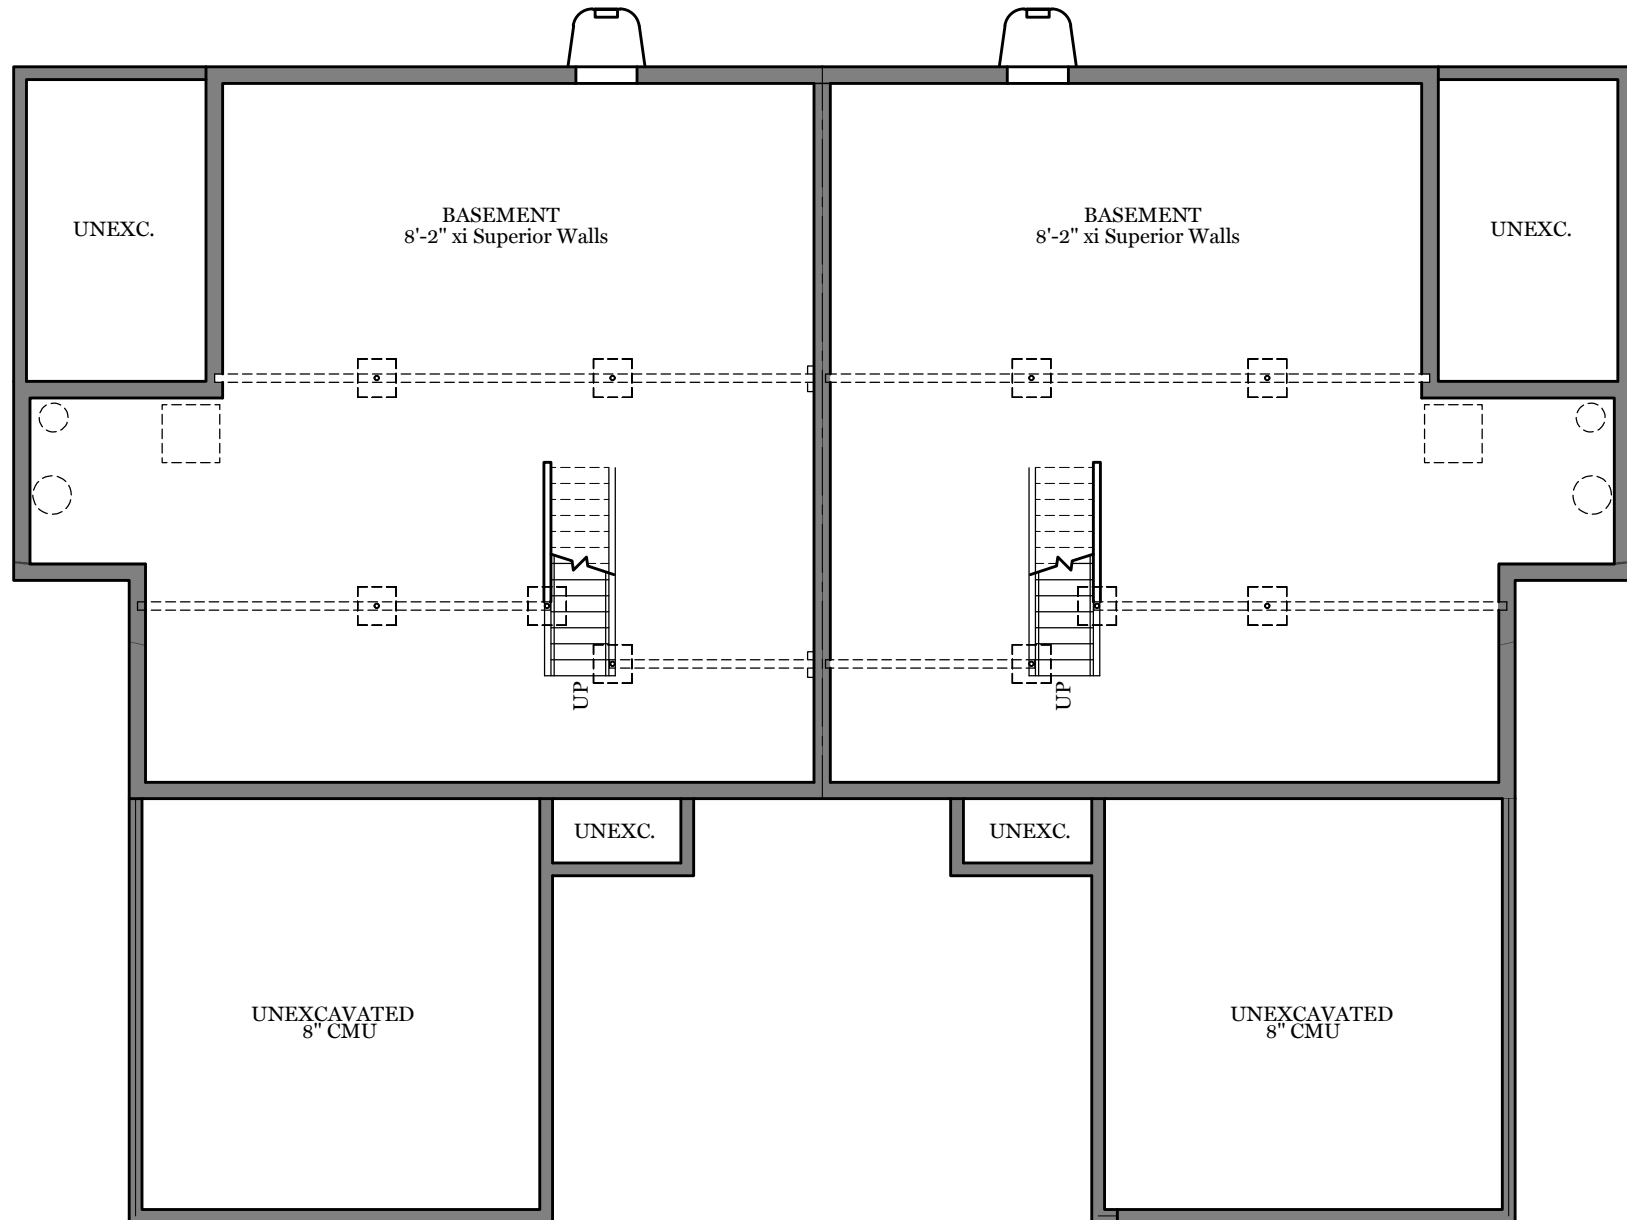 BASEMENT
8'-2" xi Superior Walls
BASEMENT
8'-2" xi Superior Walls
UNEXC.
UNEXC.
UP
UP
UNEXC.
UNEXC.
UNEXCAVATED
8" CMU
UNEXCAVATED
8" CMU